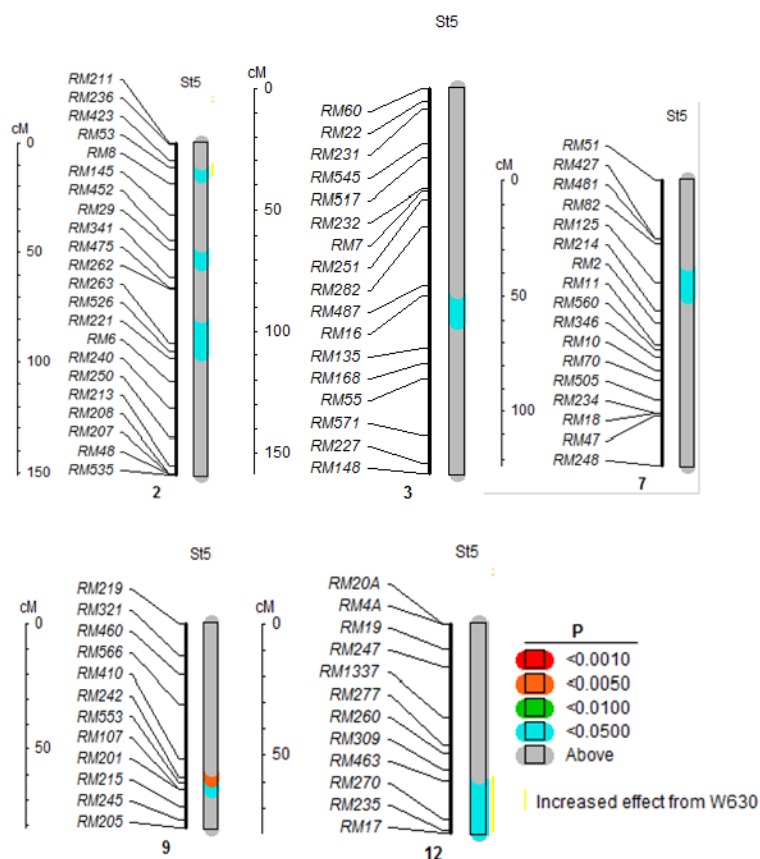 St5
cM
0
50
100
150
RM211
RM236
RM423
RM53
RM8
RM145
RM452
RM29
RM341
RM475
RM262
RM263
RM526
RM221
RM6
RM240
RM250
RM213
RM208
RM207
RM48
RM535
2
St5
cM
0
50
100
150
RM60
RM22
RM231
RM545
RM517
RM232
RM7
RM251
RM282
RM487
RM16
RM135
RM168
RM55
RM571
RM227
RM148
3
St5
cM
0
50
100
RM51
RM427
RM481
RM82
RM125
RM214
RM2
RM11
RM560
RM346
RM10
RM70
RM505
RM234
RM18
RM47
RM248
7
St5
cM
0
50
RM219
RM321
RM460
RM566
RM410
RM242
RM553
RM107
RM201
RM215
RM245
RM205
9
St5
cM
0
50
RM20A
RM4A
RM19
RM247
RM1337
RM277
RM260
RM309
RM463
RM270
RM235
RM17
12
P
<0.0010
<0.0050
<0.0100
<0.0500
Above
Increased effect from W630